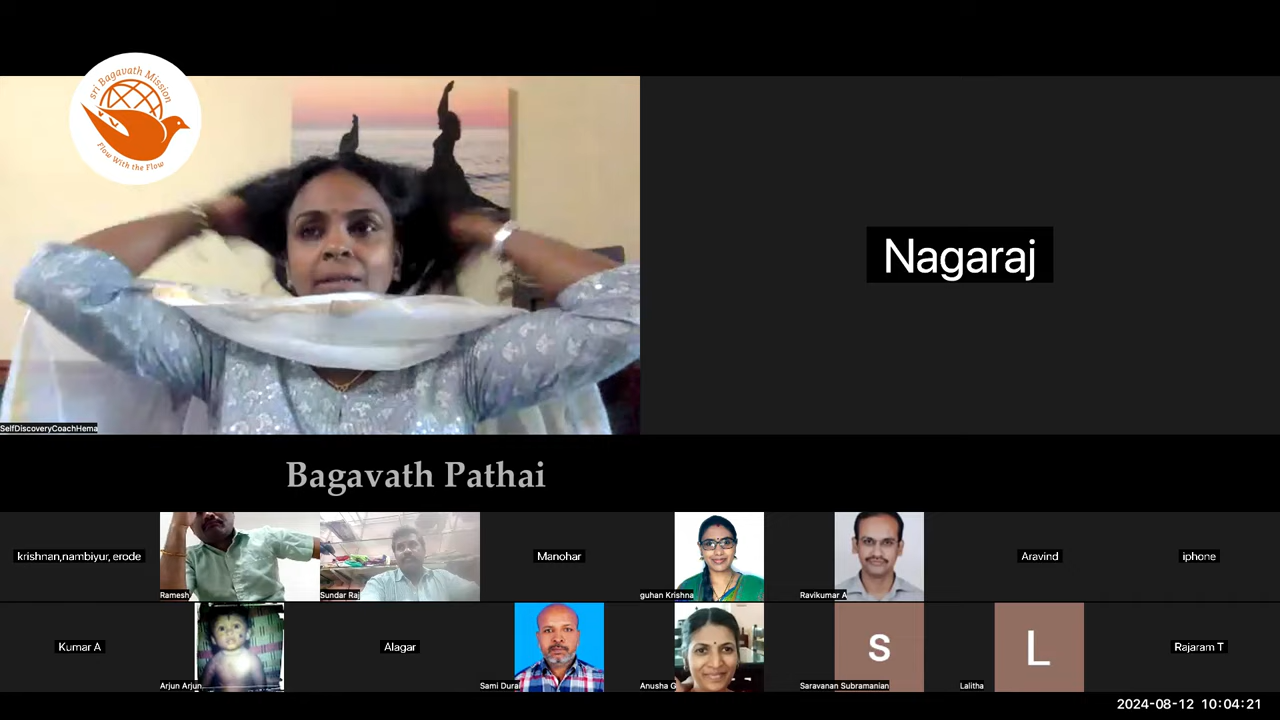 sri Bagavath Mission
Flow With the Flow
Nagaraj
SelfDiscoveryCoachHema
Bagavath Pathai
krishnan,nambiyur, erode
Ramesh
Sundar Raj
Manohar
guhan Krishna
Ravikumar A
Aravind
iphone
Kumar A
Arjun Arjun
Alagar
Sami Durai
Anusha G
S
Saravanan Subramanian
L
Lalitha
Rajaram T
2024-08-12 10:04:21